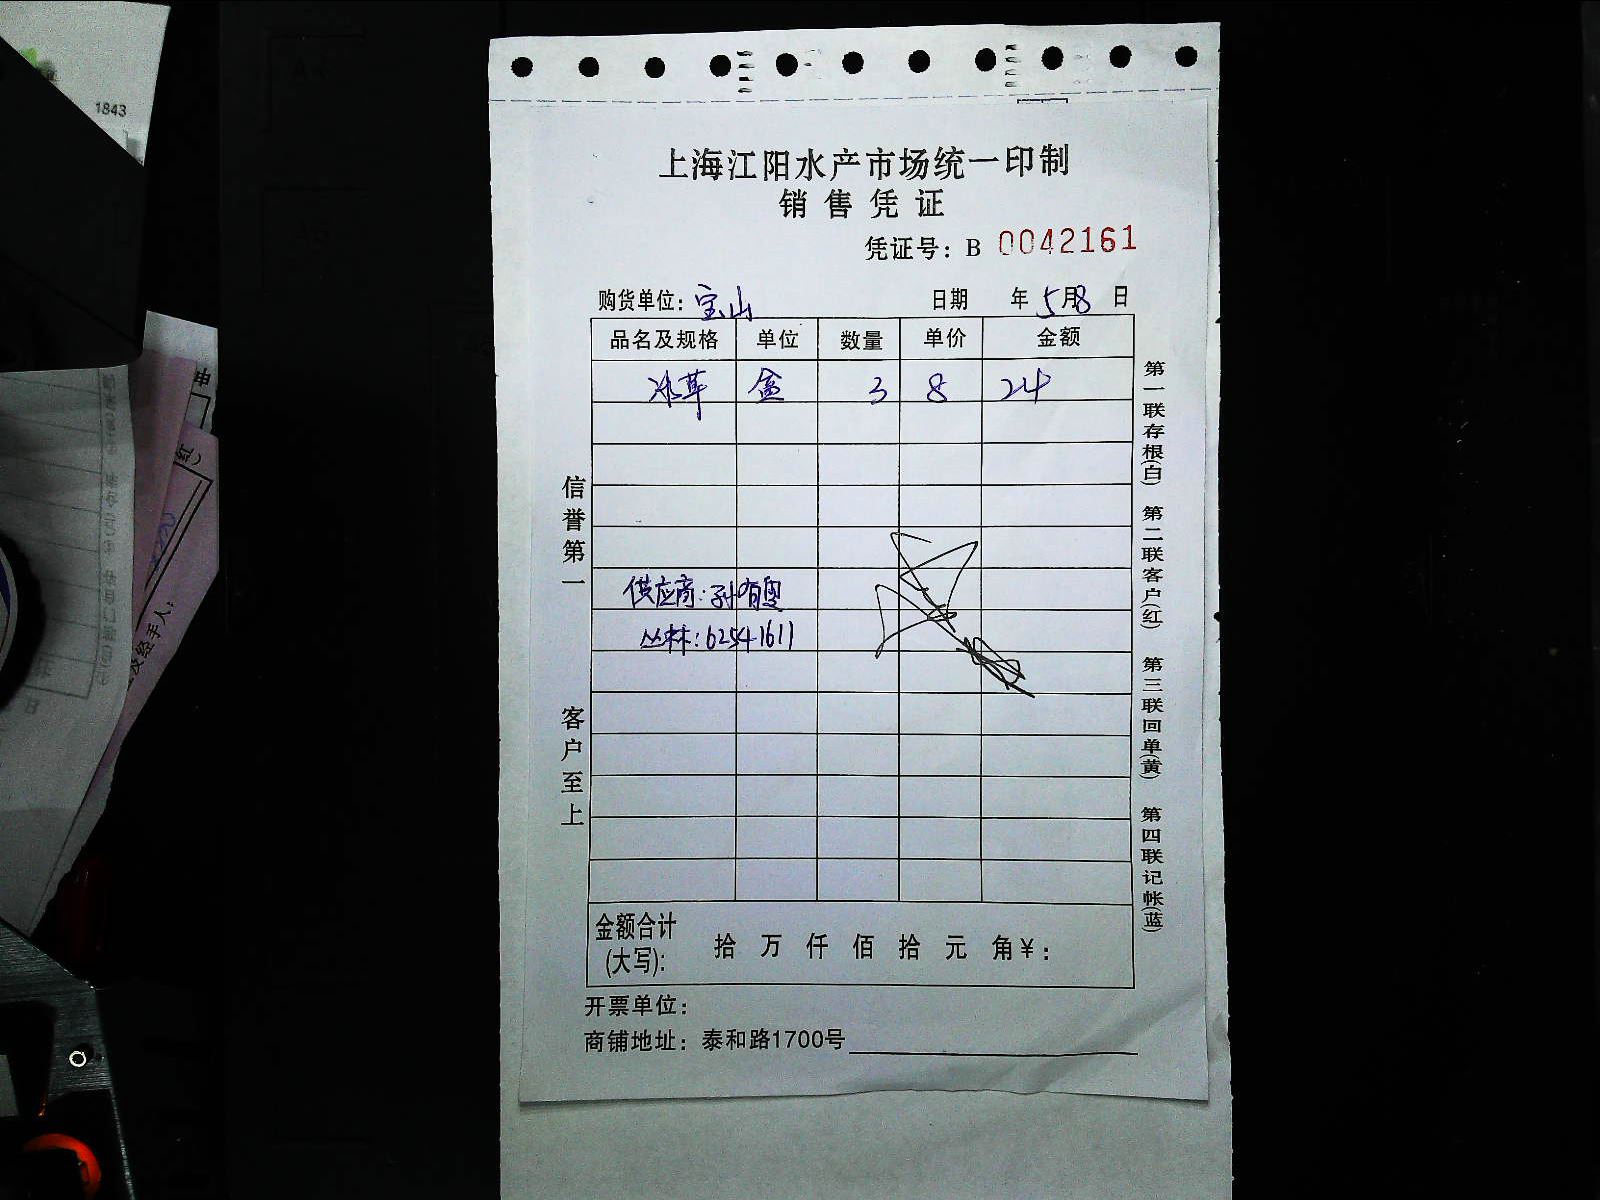 上海江阳水产市场统一印制
销售凭证
凭证号：B 0042161
购货单位：宝山 日期 年5月8日
品名及规格 单位 数量 单价 金额
冰草 盒 3 8 24
供应商：孙有
丛林：62541611
信誉第一
客户至上
第一联存根(白) 第二联客户(红) 第三联回单(黄) 第四联记帐(蓝)
金额合计
(大写): 拾万仟佰拾元角￥：
开票单位：
商铺地址：泰和路1700号
1843
经手人：